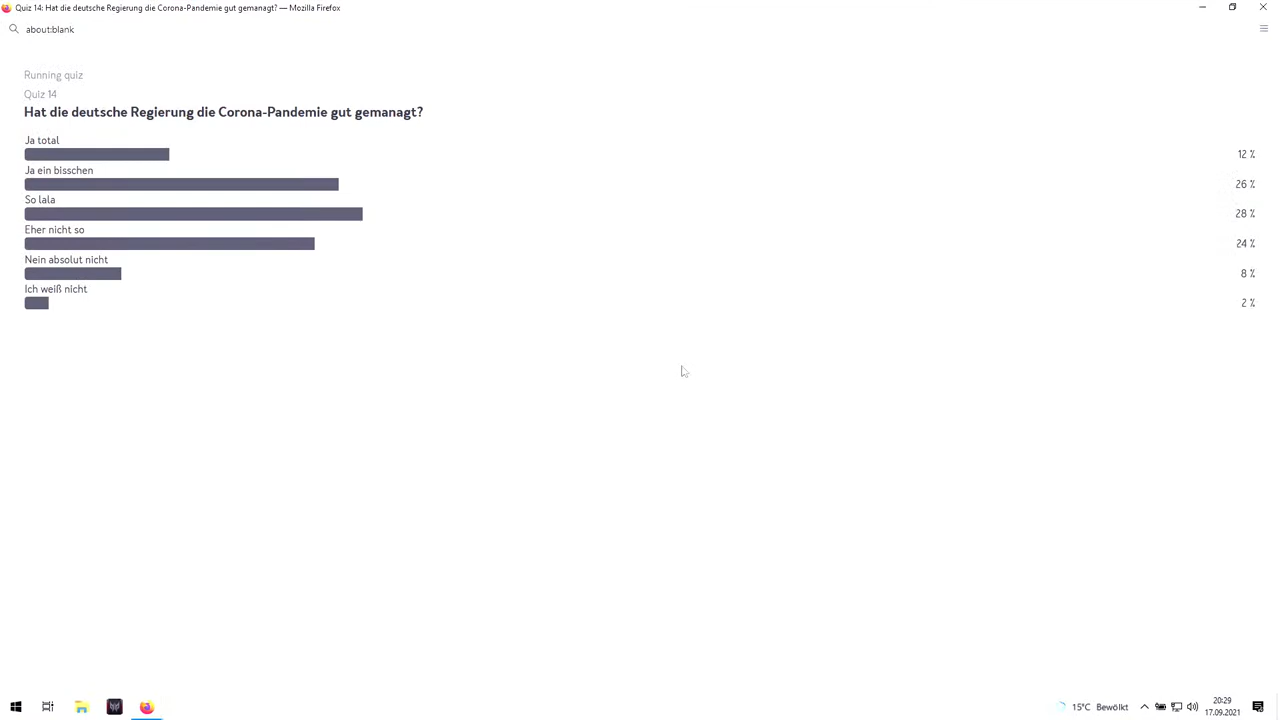 Quiz 14: Hat die deutsche Regierung die Corona-Pandemie gut gemanagt? — Mozilla Firefox
about:blank
Running quiz
Quiz 14
Hat die deutsche Regierung die Corona-Pandemie gut gemanagt?
Ja total
12 %
Ja ein bisschen
26 %
So lala
28 %
Eher nicht so
24 %
Nein absolut nicht
8 %
Ich weiß nicht
2 %
15°C Bewölkt
20:29
17.09.2021